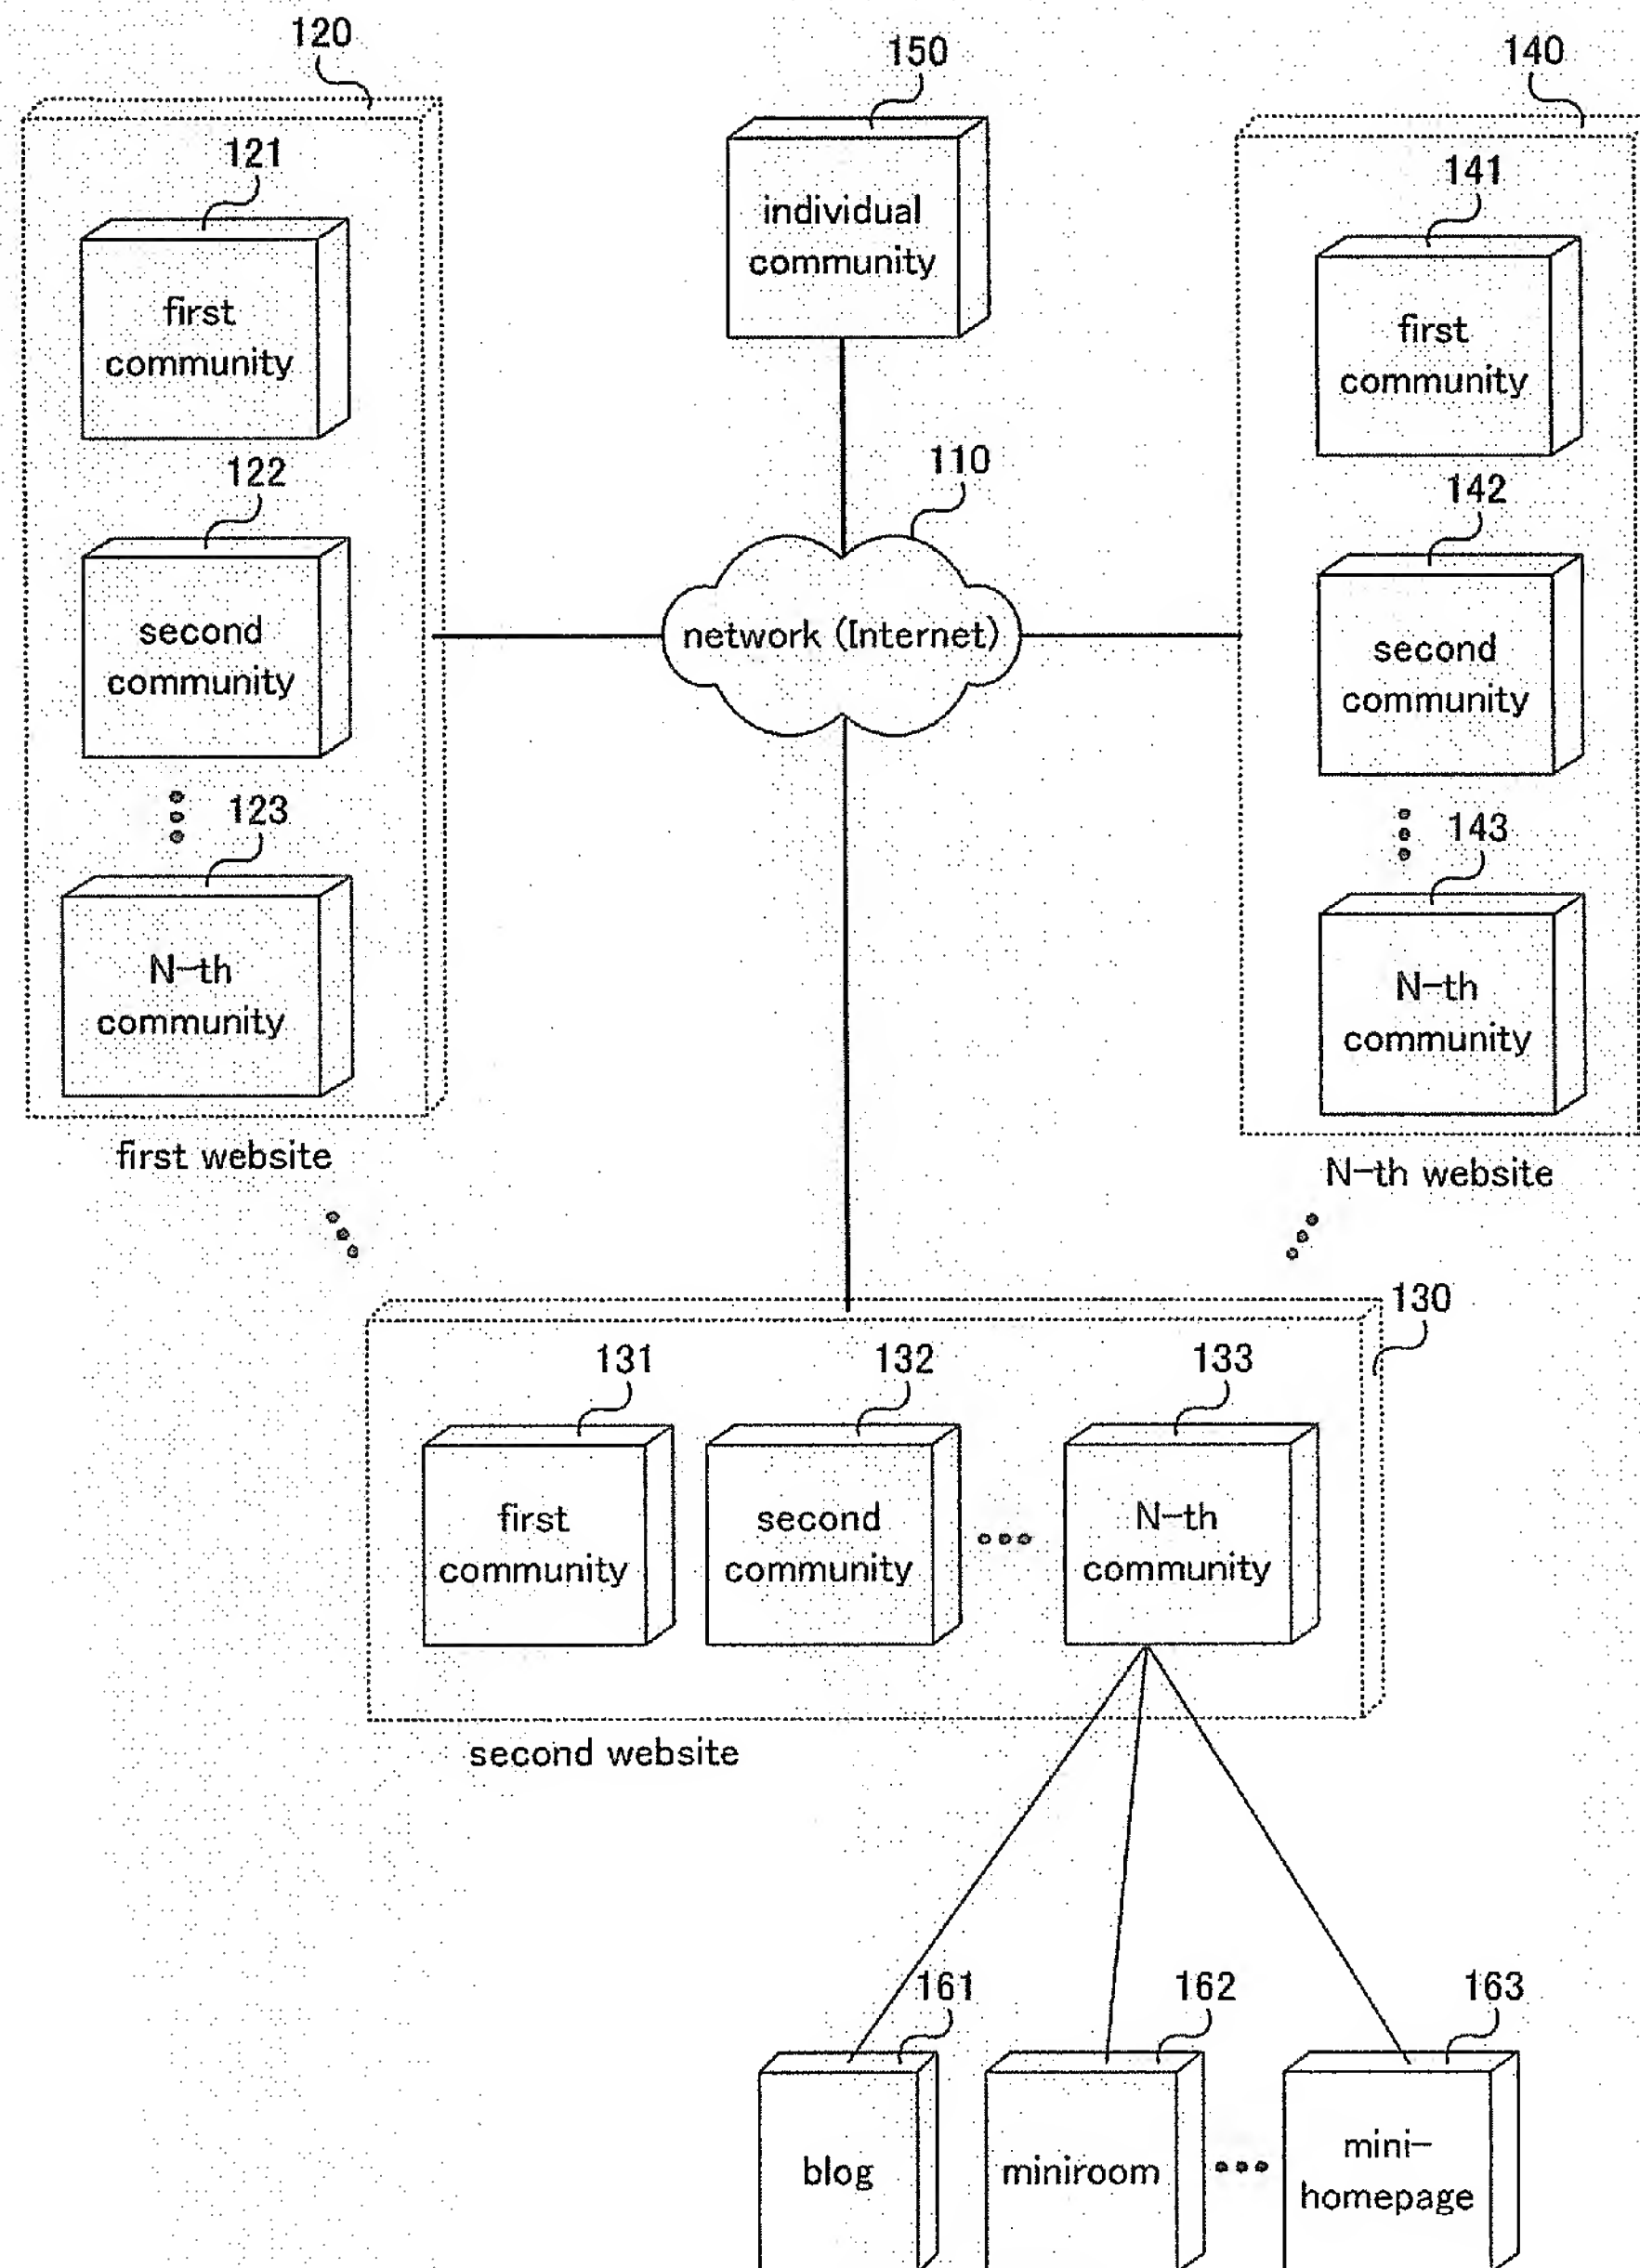 120
150
140
121
141
individual
community
first
community
first
community
110
122
142
network (Internet)
second
community
second
community
123
143
N-th
community
N-th
community
first website
N-th website
130
131
132
133
first
community
second
community
N-th
community
second website
161
162
163
blog
miniroom
mini-
homepage